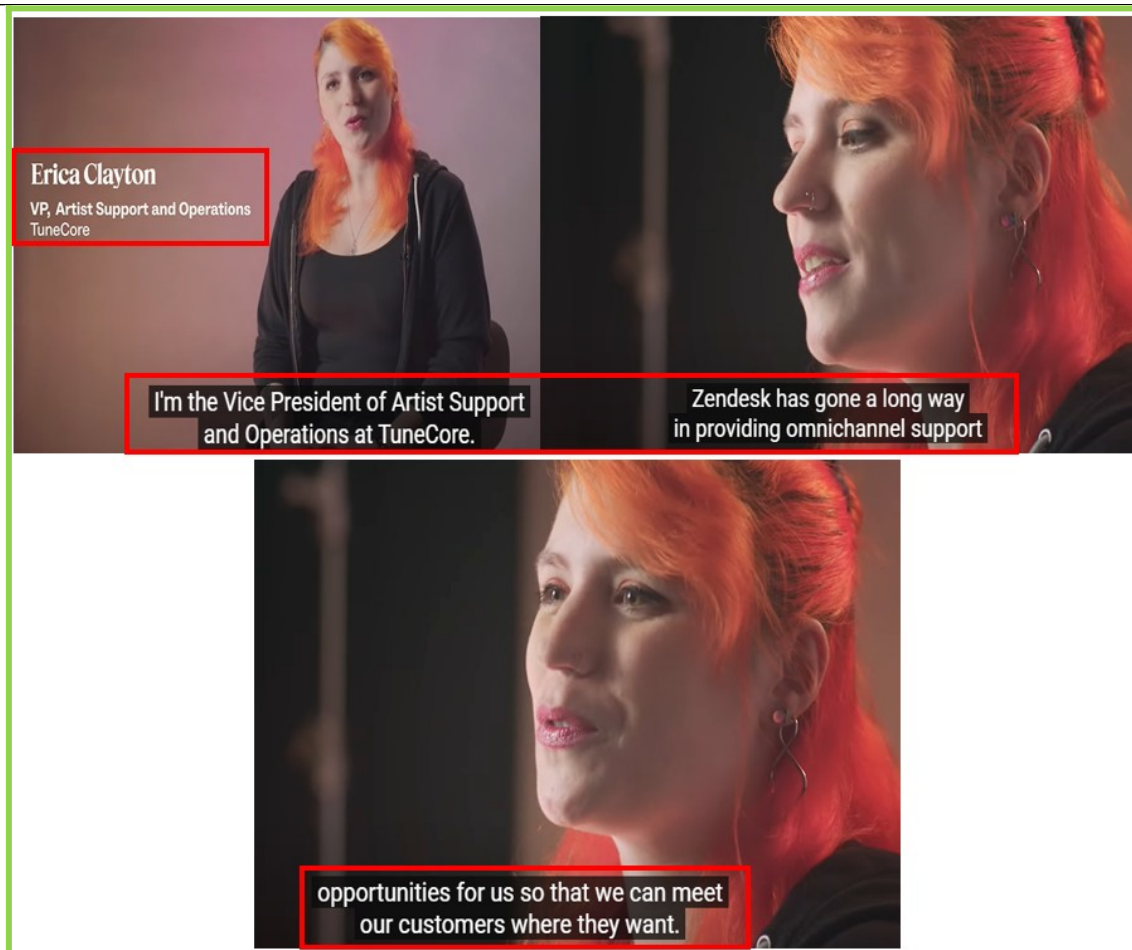 Erica Clayton
VP, Artist Support and Operations
TuneCore
I'm the Vice President of Artist Support
and Operations at TuneCore.
Zendesk has gone a long way
in providing omnichannel support
opportunities for us so that we can meet
our customers where they want.